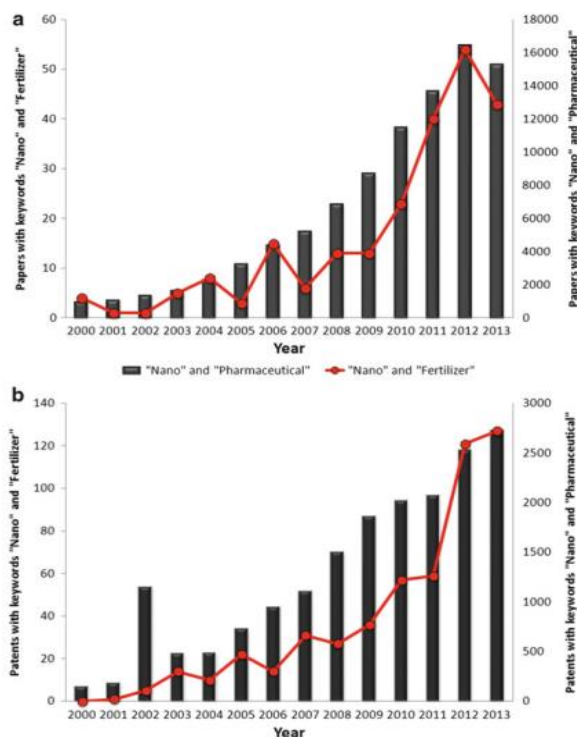 a
Papers with keywords "Nano" and "Fertilizer"
60
50
40
30
20
10
0
18000
16000
14000
12000
10000
8000
6000
4000
2000
0
Papers with keywords "Nano" and "Pharmaceutical"
2000 2001 2002 2003 2004 2005 2006 2007 2008 2009 2010 2011 2012 2013
Year
"Nano" and "Pharmaceutical" "Nano" and "Fertilizer"
b
Patents with keywords "Nano" and "Fertilizer"
140
120
100
80
60
40
20
0
3000
2500
2000
1500
1000
500
0
Patents with keywords "Nano" and "Pharmaceutical"
2000 2001 2002 2003 2004 2005 2006 2007 2008 2009 2010 2011 2012 2013
Year